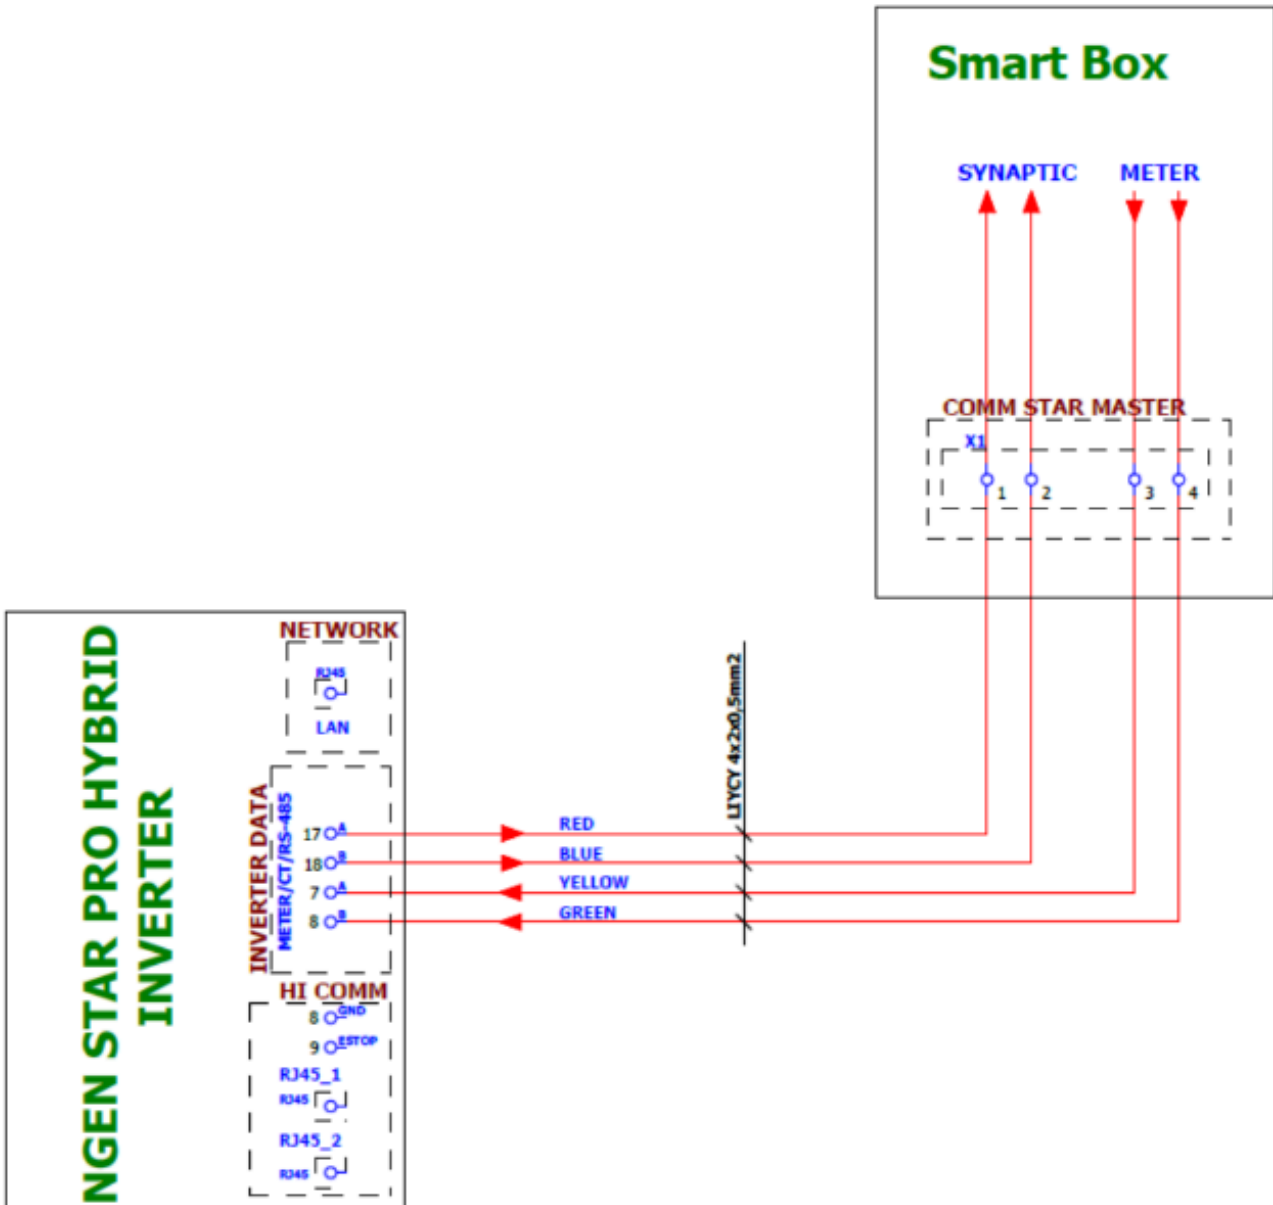 Smart Box
SYNAPTIC METER
COMM STAR MASTER
X1
1 2 3 4
NGEN STAR PRO HYBRID
INVERTER
NETWORK
RJ45
LAN
INVERTER DATA
METER/CT/RS-485
17 A RED
18 B BLUE
7 A YELLOW
8 B GREEN
LIYCY 4x2x0,5mm2
HI COMM
8 GND
9 ESTOP
RJ45_1
RJ45
RJ45_2
RJ45